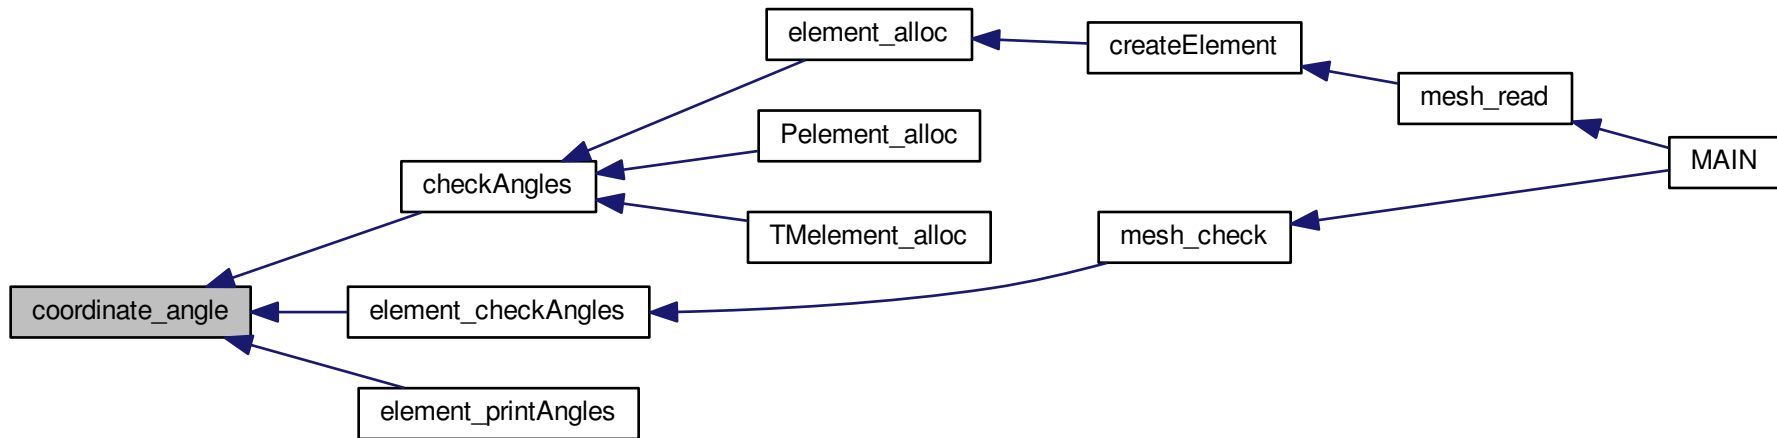 element_alloc
createElement
mesh_read
Pelement_alloc
MAIN
checkAngles
TMelement_alloc
mesh_check
coordinate_angle
element_checkAngles
element_printAngles